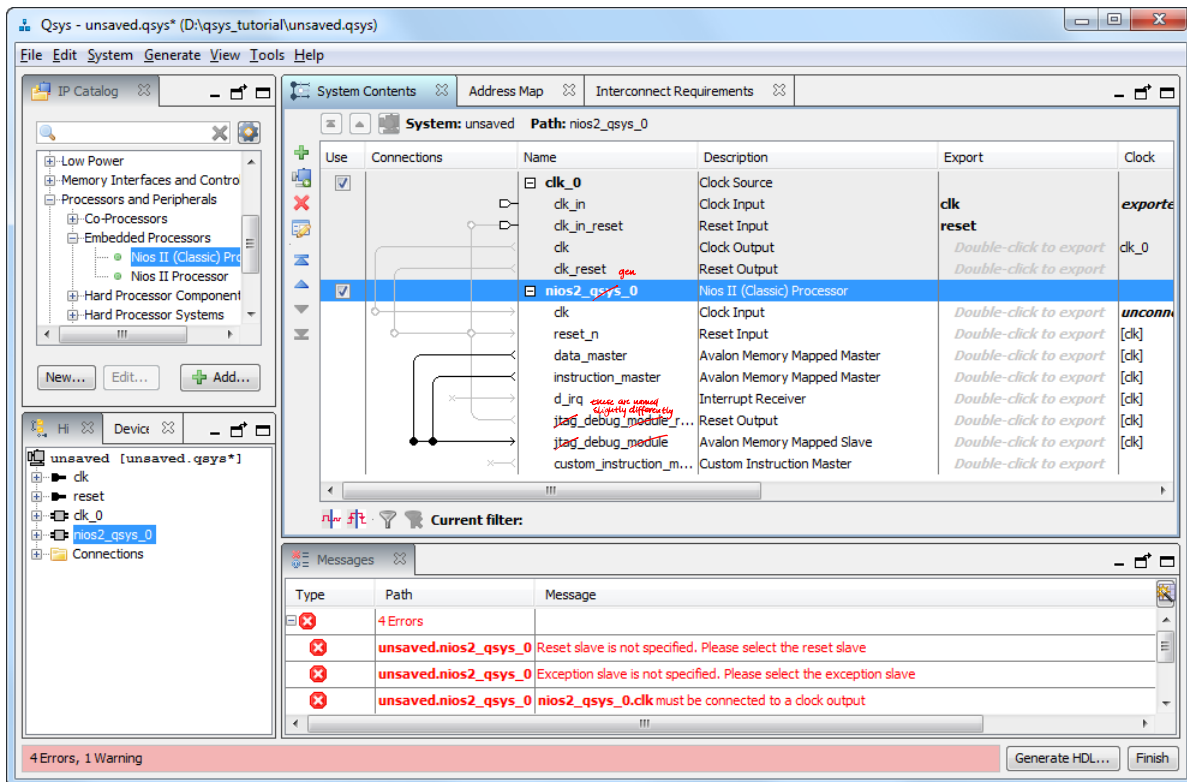 Qsys - unsaved.qsys* (D:\qsys_tutorial\unsaved.qsys)
File Edit System Generate View Tools Help
IP Catalog
Low Power
Memory Interfaces and Contro
Processors and Peripherals
Co-Processors
Embedded Processors
Nios II (Classic) Pro
Nios II Processor
Hard Processor Component
Hard Processor Systems
New... Edit... Add...
Hi Device
unsaved [unsaved.qsys*]
clk
reset
clk_0
nios2_qsys_0
Connections
System Contents Address Map Interconnect Requirements
System: unsaved Path: nios2_qsys_0
Use Connections Name Description Export Clock
clk_0 Clock Source
clk_in Clock Input clk exporte
clk_in_reset Reset Input reset
clk Clock Output Double-click to export clk_0
clk_reset Reset Output Double-click to export
gen
nios2_qsys_0 Nios II (Classic) Processor
clk Clock Input Double-click to export unconn
reset_n Reset Input Double-click to export [clk]
data_master Avalon Memory Mapped Master Double-click to export [clk]
instruction_master Avalon Memory Mapped Master Double-click to export [clk]
these are named
slightly differently
d_irq Interrupt Receiver Double-click to export [clk]
jtag_debug_module_r... Reset Output Double-click to export [clk]
jtag_debug_module Avalon Memory Mapped Slave Double-click to export [clk]
custom_instruction_m... Custom Instruction Master Double-click to export
Current filter:
Messages
Type Path Message
4 Errors
unsaved.nios2_qsys_0 Reset slave is not specified. Please select the reset slave
unsaved.nios2_qsys_0 Exception slave is not specified. Please select the exception slave
unsaved.nios2_qsys_0 nios2_qsys_0.clk must be connected to a clock output
4 Errors, 1 Warning
Generate HDL... Finish